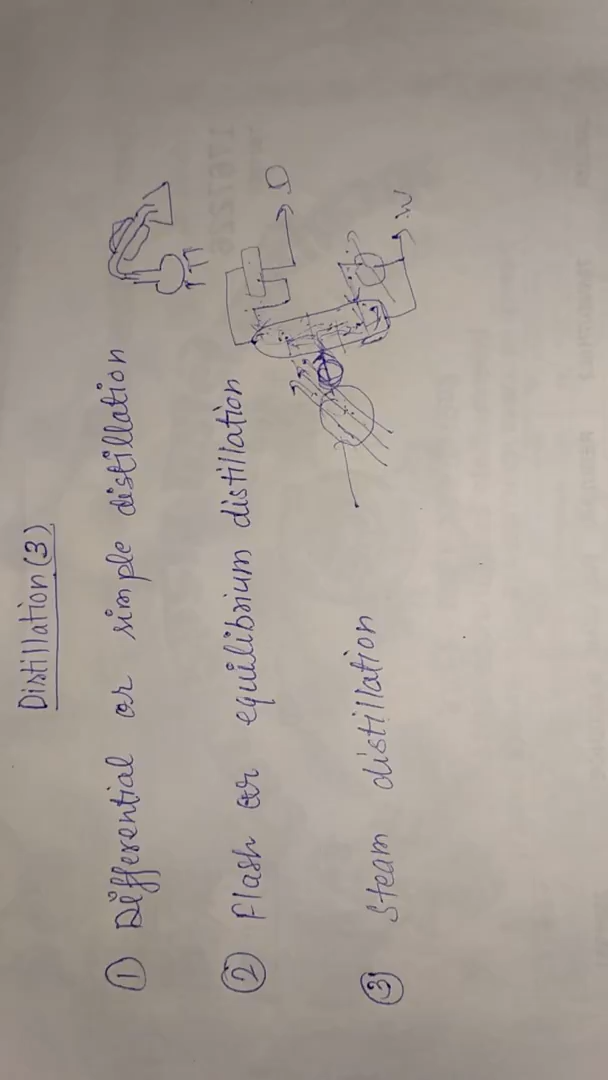 Distillation (3)
① Differential or simple distillation
② Flash or equilibrium distillation
D
W
③ Steam distillation